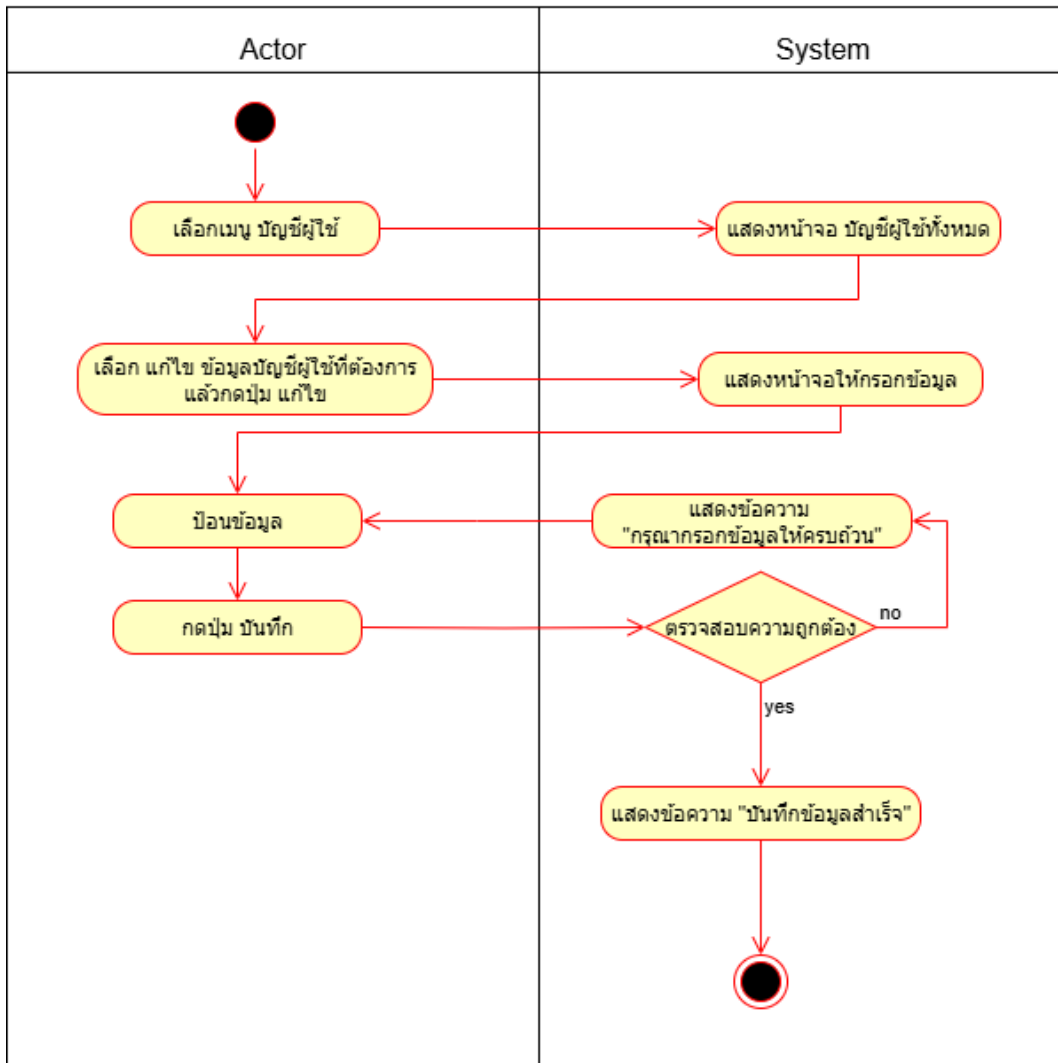 Actor
System
เลือกเมนู บัญชีผู้ใช้
แสดงหน้าจอ บัญชีผู้ใช้ทั้งหมด
เลือก แก้ไข ข้อมูลบัญชีผู้ใช้ที่ต้องการ
แล้วกดปุ่ม แก้ไข
แสดงหน้าจอให้กรอกข้อมูล
ป้อนข้อมูล
แสดงข้อความ
"กรุณากรอกข้อมูลให้ครบถ้วน"
กดปุ่ม บันทึก
ตรวจสอบความถูกต้อง
no
yes
แสดงข้อความ "บันทึกข้อมูลสำเร็จ"